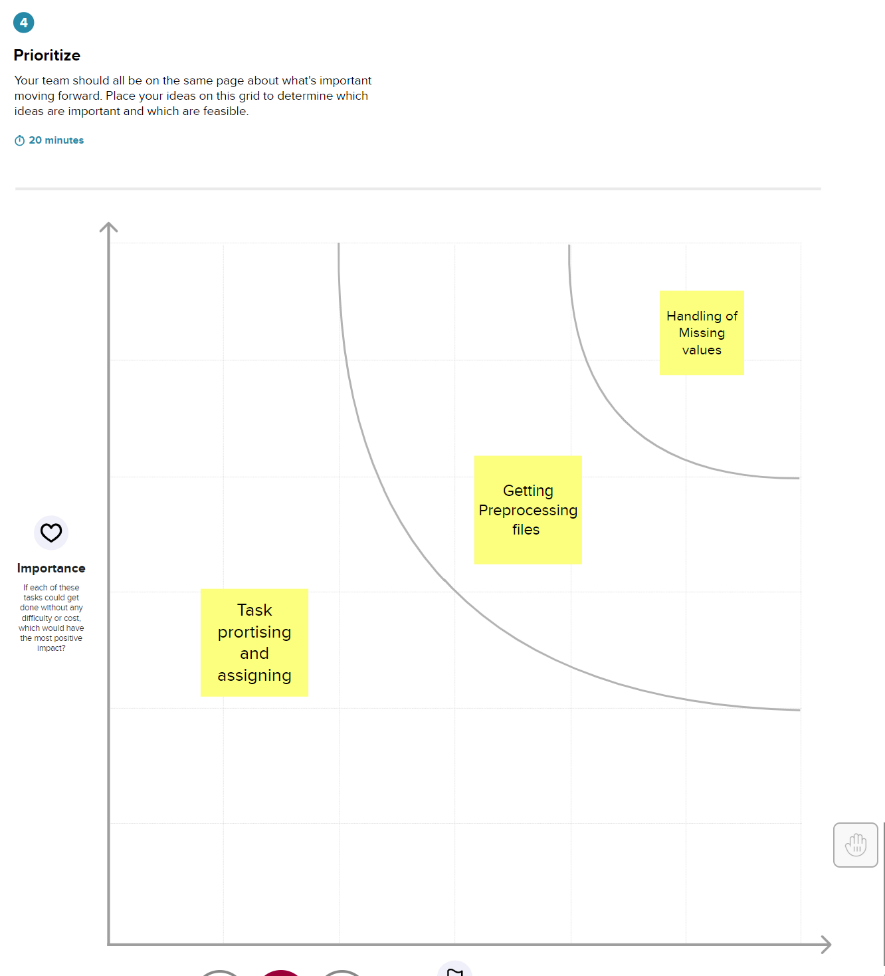 4
Prioritize
Your team should all be on the same page about what's important
moving forward. Place your ideas on this grid to determine which
ideas are important and which are feasible.
20 minutes
Handling of
Missing
values
Getting
Preprocessing
files
Task
prortising
and
assigning
Importance
If each of these
tasks could get
done without any
difficulty or cost,
which would have
the most positive
impact?